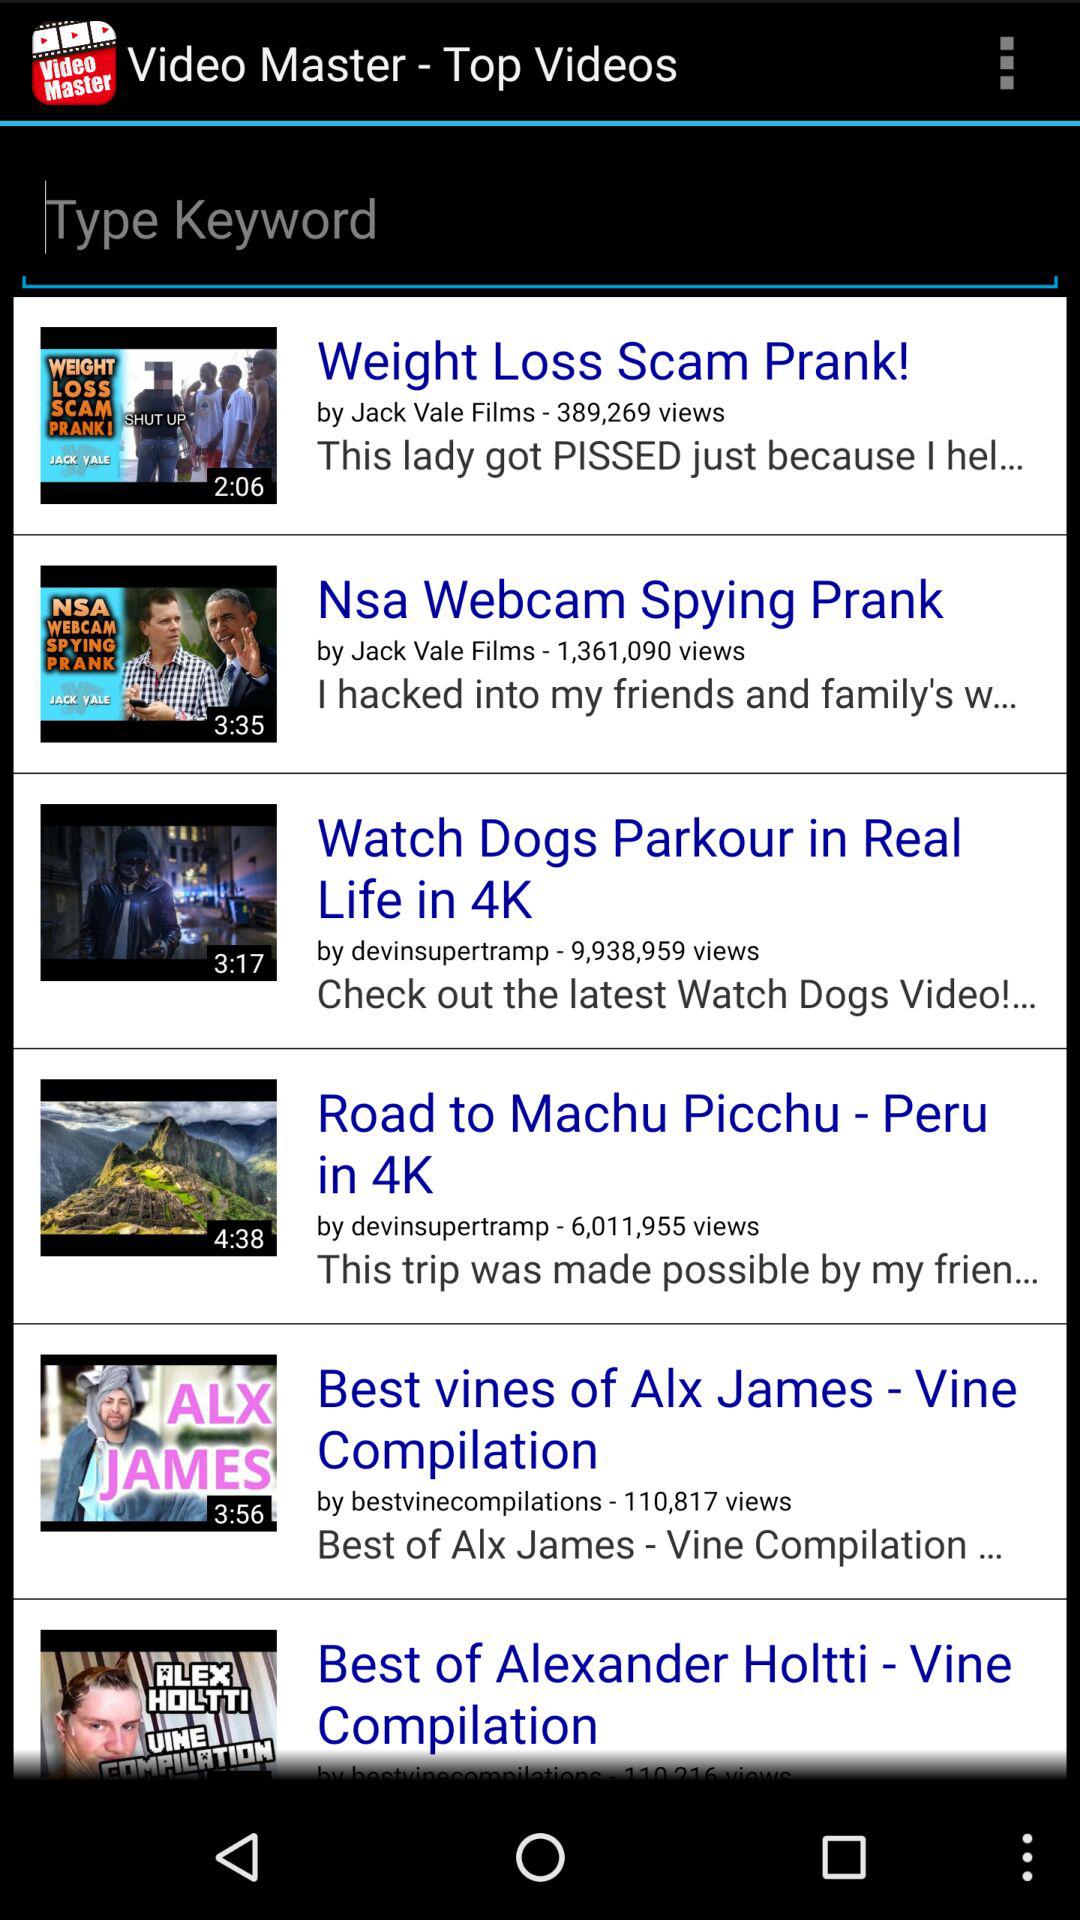 Video
Master
Video Master - Top Videos
Type Keyword
WEIGHT
LOSS
SCAM
PRANK!
JACK VALE
SHUT UP
2:06
Weight Loss Scam Prank!
by Jack Vale Films - 389,269 views
This lady got PISSED just because I hel...
NSA
WEBCAM
SPYING
PRANK
JACK VALE
3:35
Nsa Webcam Spying Prank
by Jack Vale Films - 1,361,090 views
I hacked into my friends and family's w...
3:17
Watch Dogs Parkour in Real
Life in 4K
by devinsupertramp - 9,938,959 views
Check out the latest Watch Dogs Video!...
4:38
Road to Machu Picchu - Peru
in 4K
by devinsupertramp - 6,011,955 views
This trip was made possible by my frien...
ALX
JAMES
3:56
Best vines of Alx James - Vine
Compilation
by bestvinecompilations - 110,817 views
Best of Alx James - Vine Compilation ...
ALEX
HOLTTI
VINE
COMPILATION
Best of Alexander Holtti - Vine
Compilation
by bestvinecompilations - 110,216 views